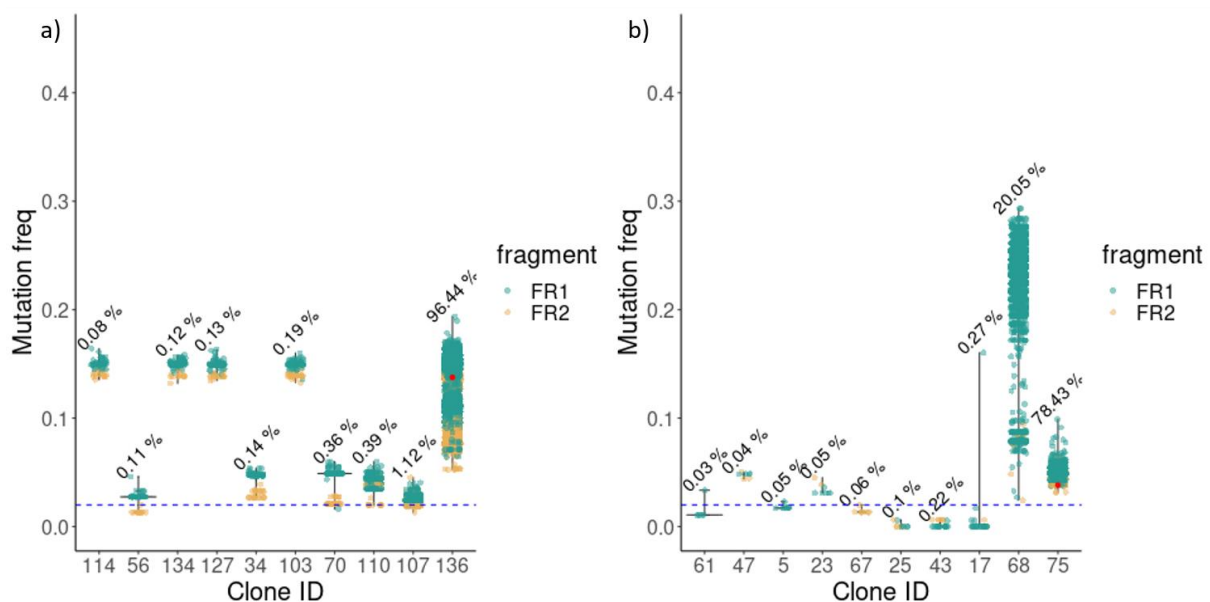 a)
Mutation freq
0.4
0.3
0.2
0.1
0.0
0.08 %
0.11 %
0.12 %
0.13 %
0.14 %
0.19 %
0.36 %
0.39 %
1.12 %
96.44 %
114 56 134 127 34 103 70 110 107 136
Clone ID
fragment
FR1
FR2
b)
Mutation freq
0.4
0.3
0.2
0.1
0.0
0.03 %
0.04 %
0.05 %
0.05 %
0.06 %
0.1 %
0.22 %
0.27 %
20.05 %
78.43 %
61 47 5 23 67 25 43 17 68 75
Clone ID
fragment
FR1
FR2